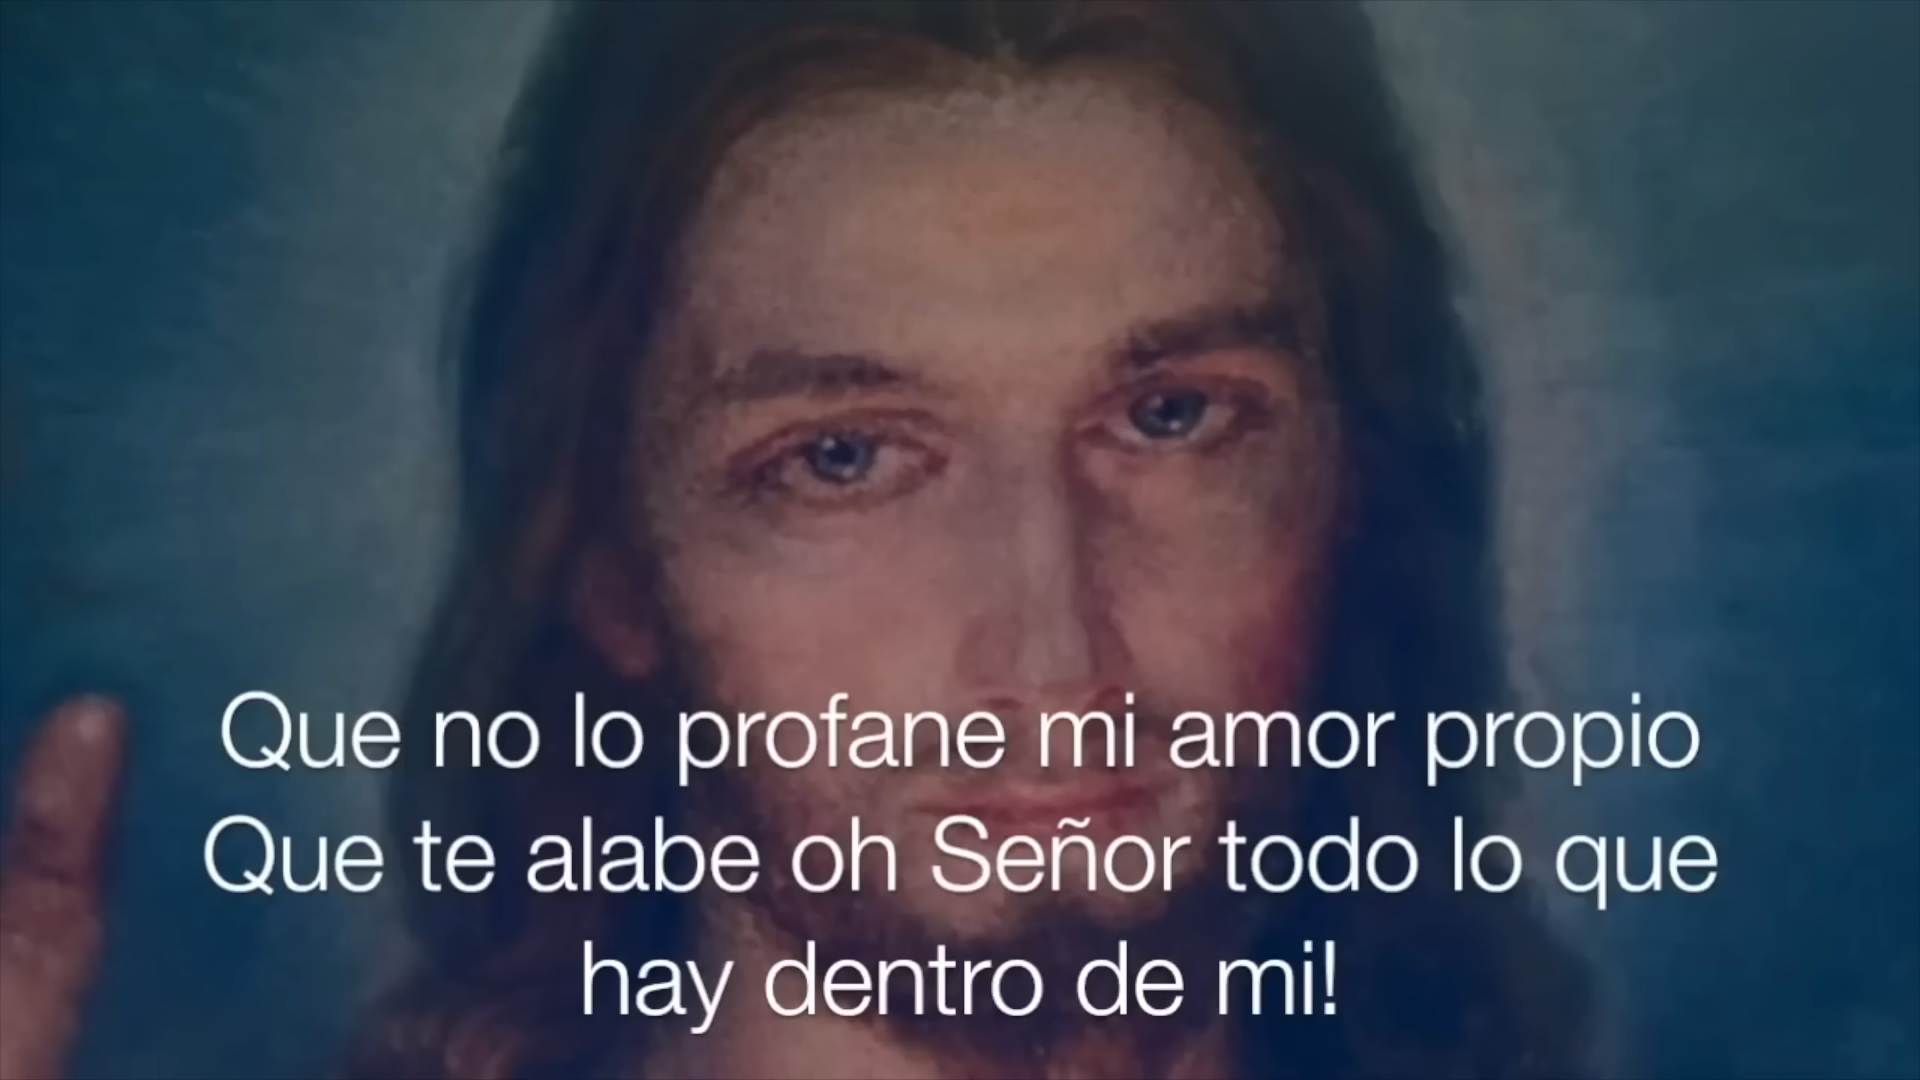 Que no lo profane mi amor propio
Que te alabe oh Señor todo lo que
hay dentro de mi!